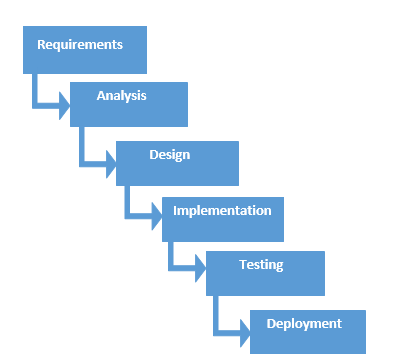 Requirements
Analysis
Design
Implementation
Testing
Deployment